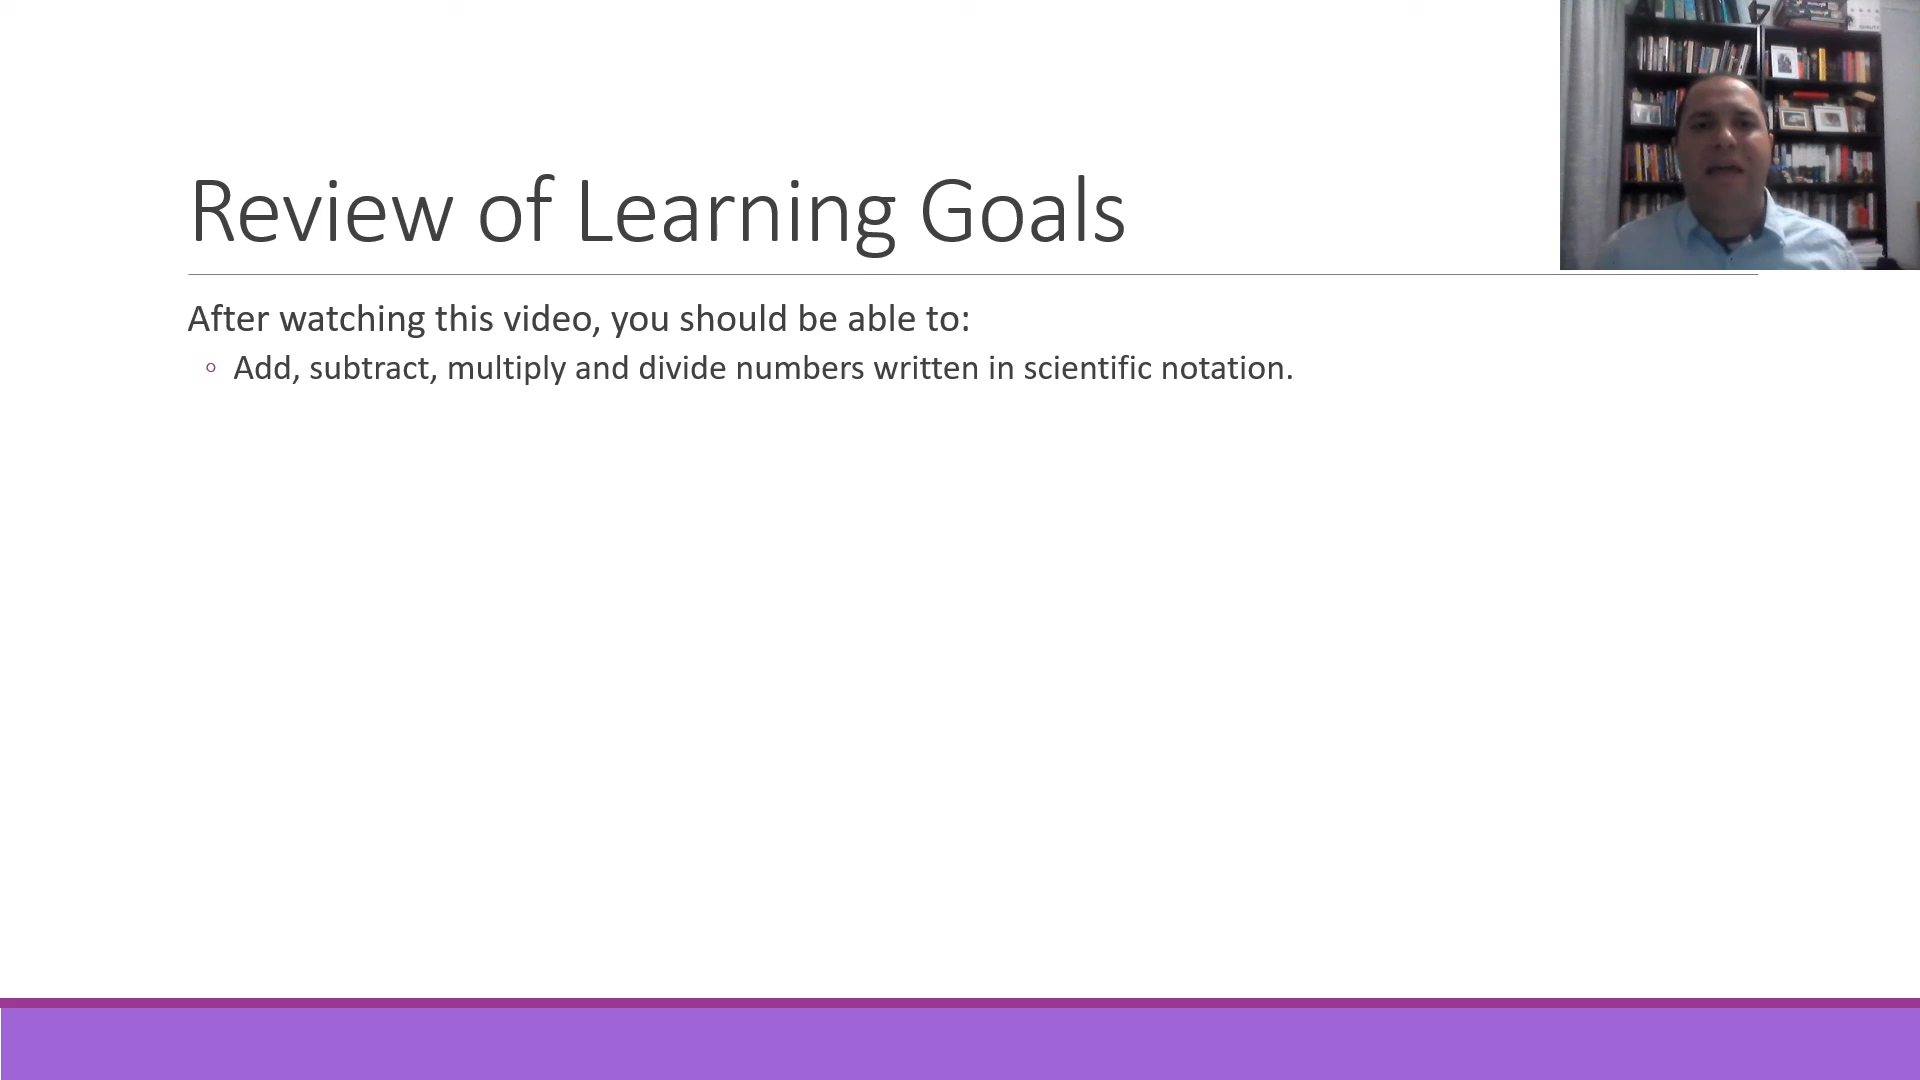 Review of Learning Goals
After watching this video, you should be able to:
◦ Add, subtract, multiply and divide numbers written in scientific notation.